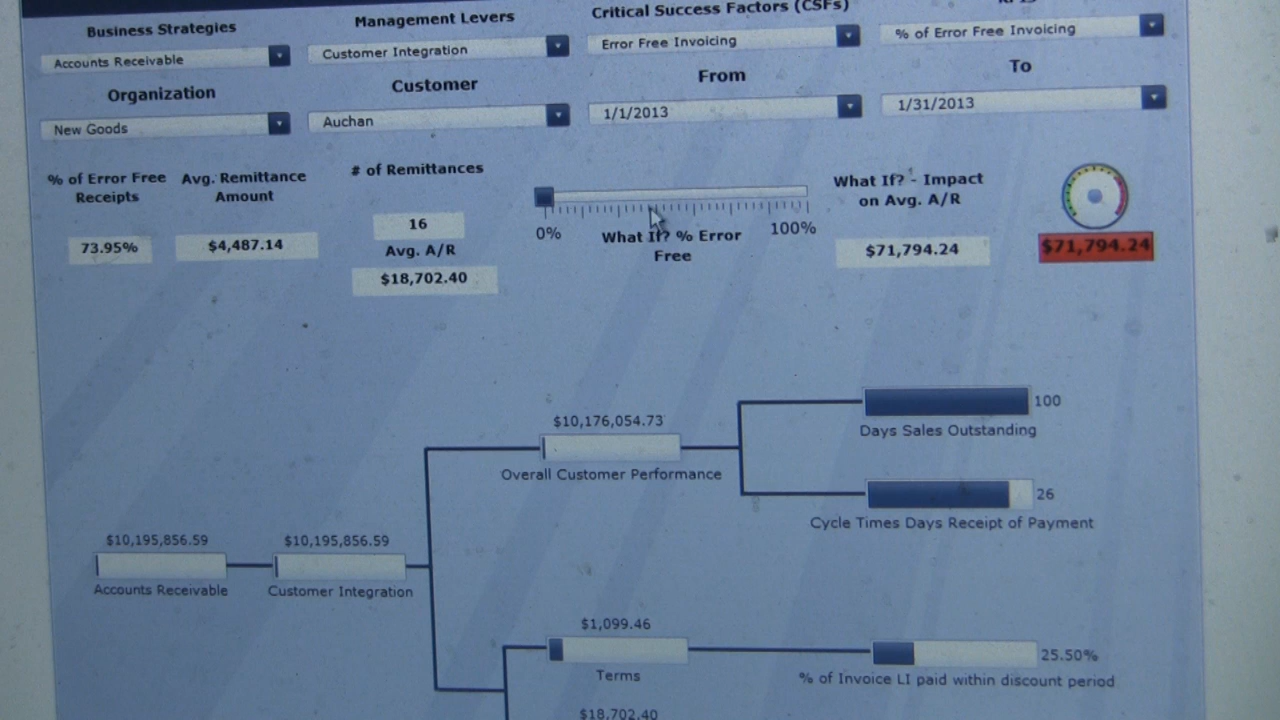 Business Strategies
Management Levers
Critical Success Factors (CSFs)
Accounts Receivable
Customer Integration
Error Free Invoicing
% of Error Free Invoicing
Organization
Customer
From
To
New Goods
Auchan
1/1/2013
1/31/2013
% of Error Free
Receipts
73.95%
Avg. Remittance
Amount
$4,487.14
# of Remittances
16
Avg. A/R
$18,702.40
0%
100%
What If? % Error
Free
What If? - Impact
on Avg. A/R
$71,794.24
$71,794.24
100
Days Sales Outstanding
$10,176,054.73
Overall Customer Performance
26
Cycle Times Days Receipt of Payment
$10,195,856.59
Accounts Receivable
$10,195,856.59
Customer Integration
$1,099.46
Terms
25.50%
% of Invoice LI paid within discount period
$18,702.40